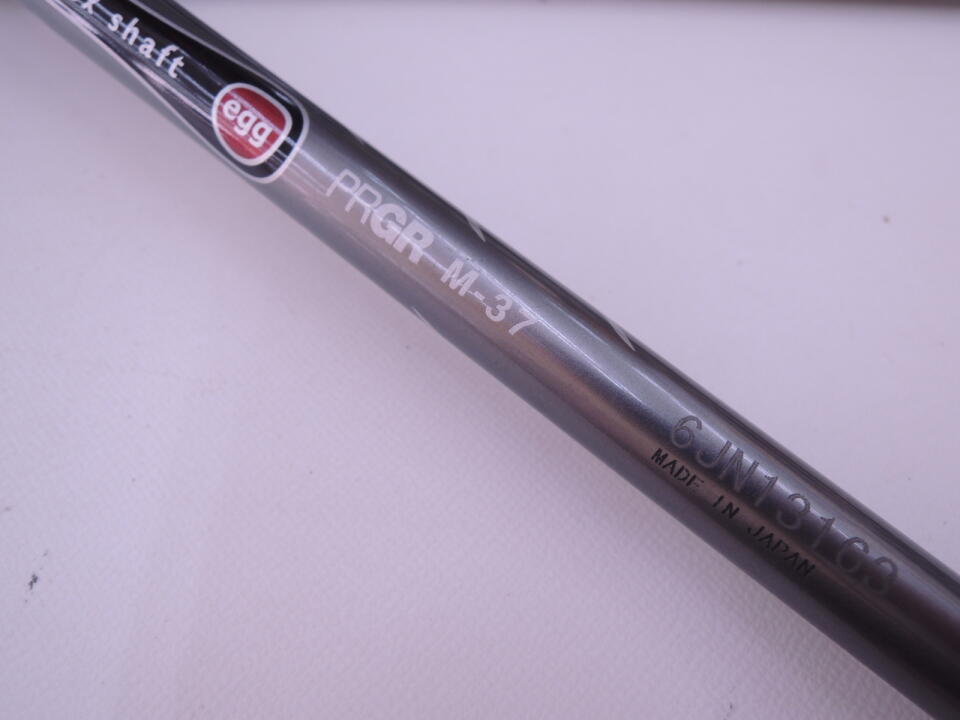 shaft
egg
PRGR M-37
6JN13163
MADE IN JAPAN